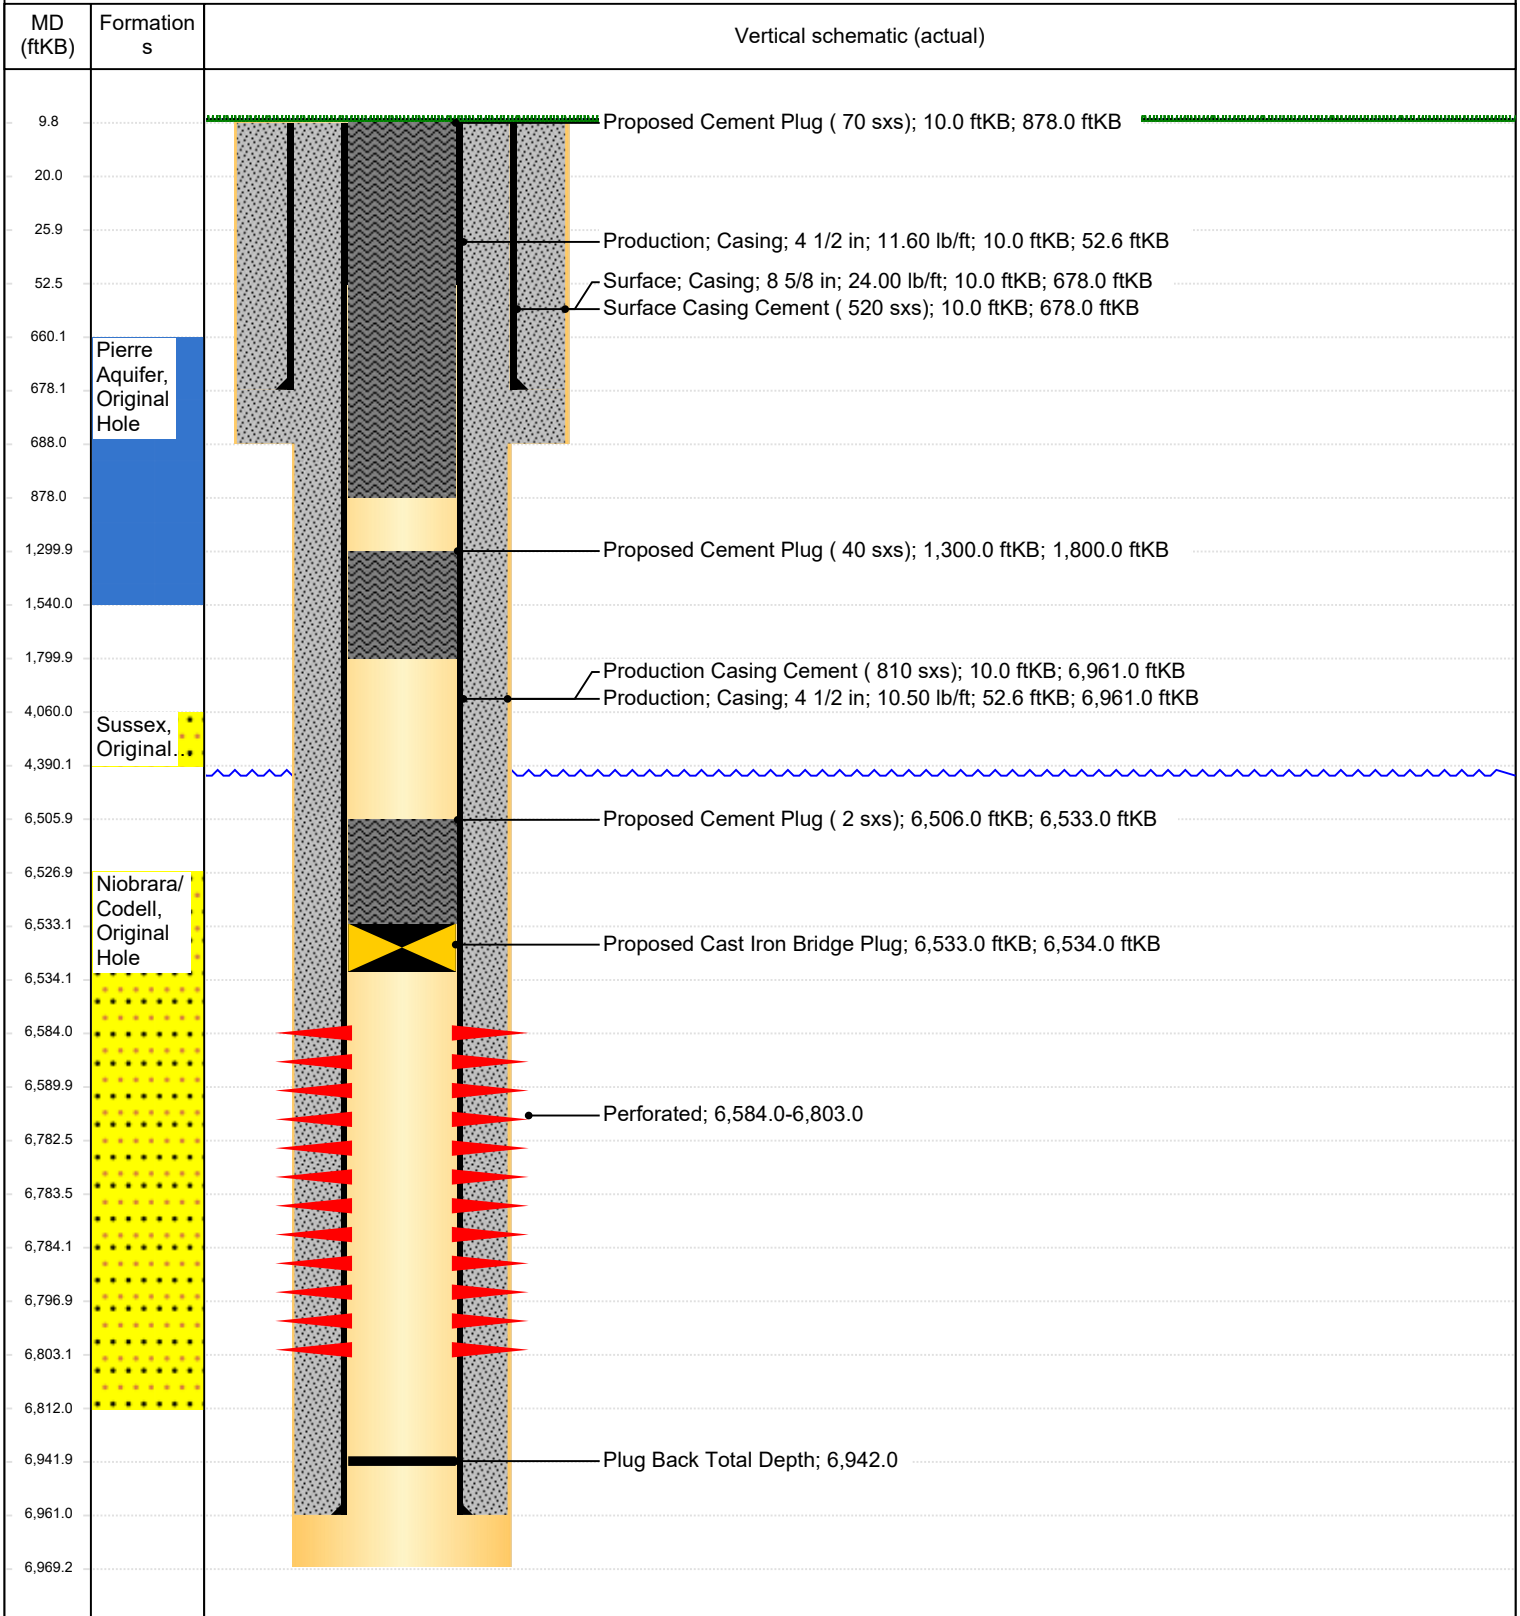 MD
(ftKB)
Formation
s
Vertical schematic (actual)
9.8
Proposed Cement Plug ( 70 sxs); 10.0 ftKB; 878.0 ftKB
20.0
25.9
Production; Casing; 4 1/2 in; 11.60 lb/ft; 10.0 ftKB; 52.6 ftKB
52.5
Surface; Casing; 8 5/8 in; 24.00 lb/ft; 10.0 ftKB; 678.0 ftKB
Surface Casing Cement ( 520 sxs); 10.0 ftKB; 678.0 ftKB
660.1
Pierre
Aquifer,
Original
Hole
678.1
688.0
878.0
1,299.9
Proposed Cement Plug ( 40 sxs); 1,300.0 ftKB; 1,800.0 ftKB
1,540.0
1,799.9
Production Casing Cement ( 810 sxs); 10.0 ftKB; 6,961.0 ftKB
Production; Casing; 4 1/2 in; 10.50 lb/ft; 52.6 ftKB; 6,961.0 ftKB
4,060.0
Sussex,
Original...
4,390.1
6,505.9
Proposed Cement Plug ( 2 sxs); 6,506.0 ftKB; 6,533.0 ftKB
6,526.9
Niobrara/
Codell,
Original
Hole
6,533.1
Proposed Cast Iron Bridge Plug; 6,533.0 ftKB; 6,534.0 ftKB
6,534.1
6,584.0
6,589.9
Perforated; 6,584.0-6,803.0
6,782.5
6,783.5
6,784.1
6,796.9
6,803.1
6,812.0
6,941.9
Plug Back Total Depth; 6,942.0
6,961.0
6,969.2